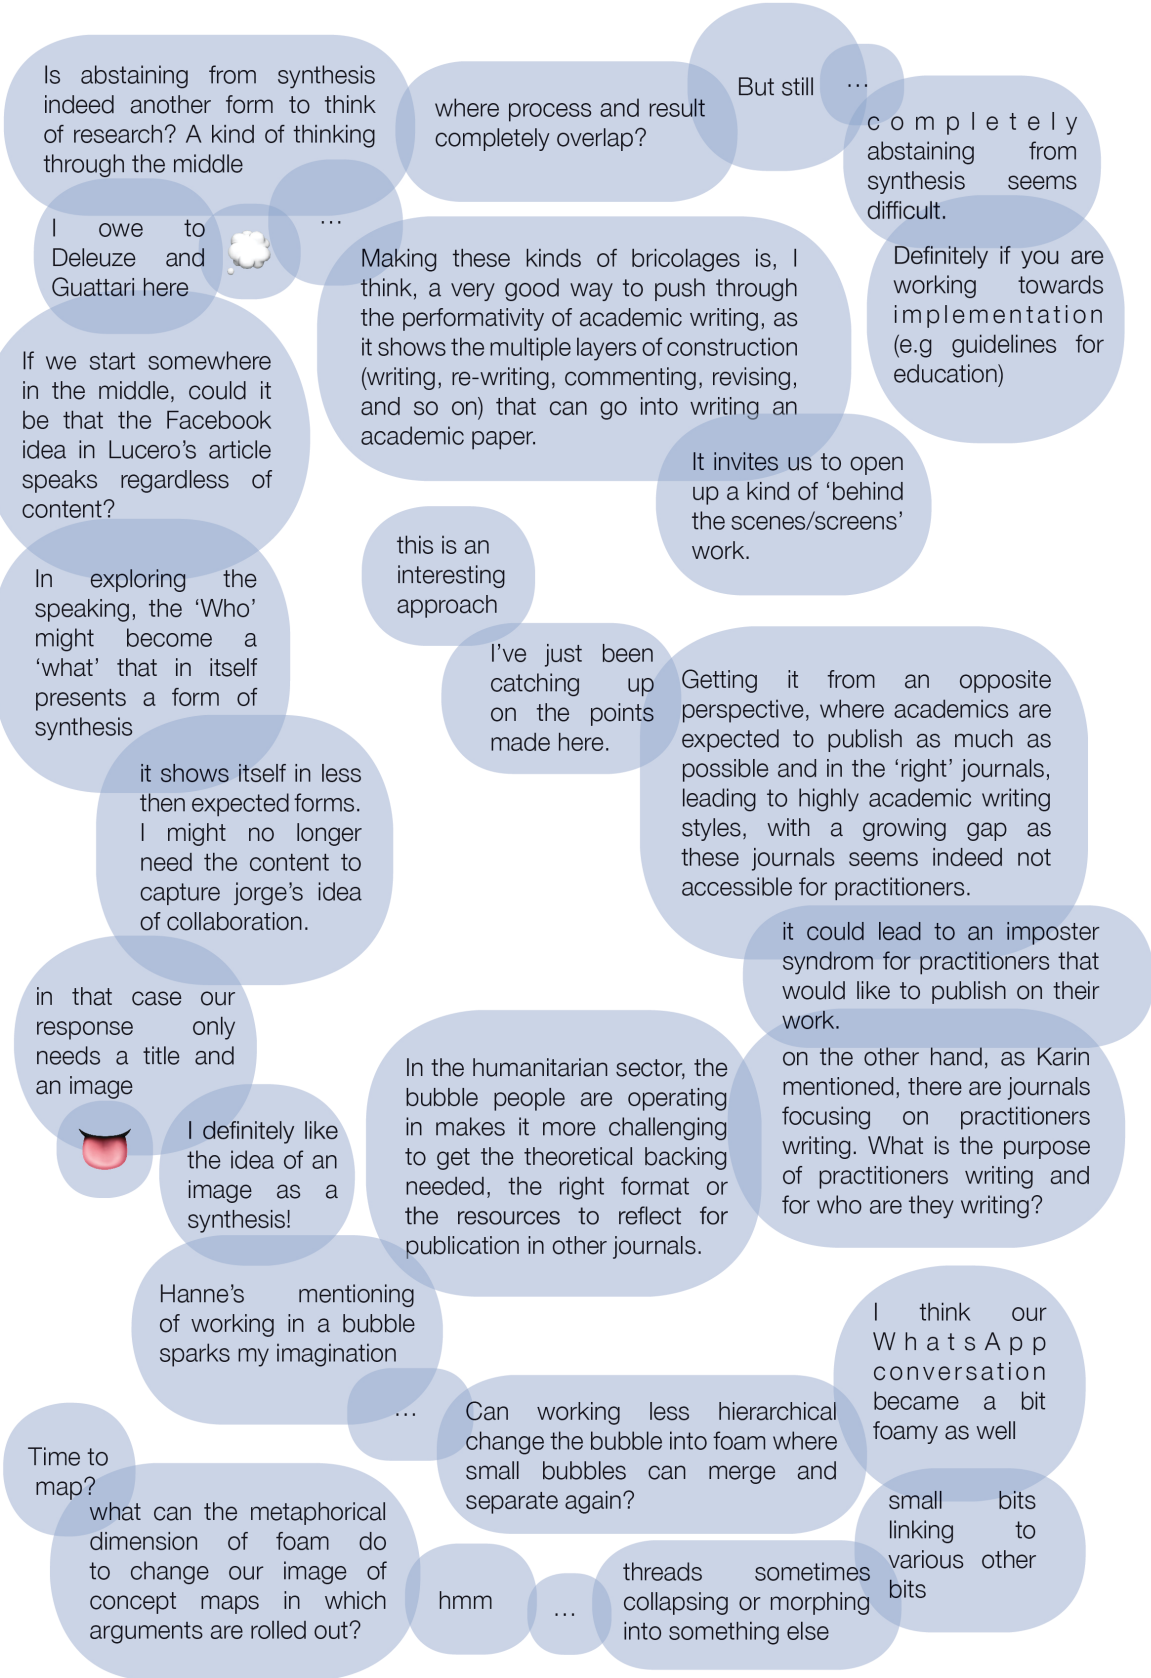 Is abstaining from synthesis
indeed another form to think
of research? A kind of thinking
through the middle
where process and result
completely overlap?
But still
...
completely
abstaining from
synthesis seems
difficult.
Definitely if you are
working towards
implementation
(e.g guidelines for
education)
I owe to
Deleuze and
Guattari here
...
Making these kinds of bricolages is, I
think, a very good way to push through
the performativity of academic writing, as
it shows the multiple layers of construction
(writing, re-writing, commenting, revising,
and so on) that can go into writing an
academic paper.
It invites us to open
up a kind of ‘behind
the scenes/screens’
work.
If we start somewhere
in the middle, could it
be that the Facebook
idea in Lucero’s article
speaks regardless of
content?
In exploring the
speaking, the ‘Who’
might become a
‘what’ that in itself
presents a form of
synthesis
it shows itself in less
then expected forms.
I might no longer
need the content to
capture jorge’s idea
of collaboration.
in that case our
response only
needs a title and
an image
this is an
interesting
approach
I’ve just been
catching up
on the points
made here.
Getting it from an opposite
perspective, where academics are
expected to publish as much as
possible and in the ‘right’ journals,
leading to highly academic writing
styles, with a growing gap as
these journals seems indeed not
accessible for practitioners.
it could lead to an imposter
syndrom for practitioners that
would like to publish on their
work.
on the other hand, as Karin
mentioned, there are journals
focusing on practitioners
writing. What is the purpose
of practitioners writing and
for who are they writing?
In the humanitarian sector, the
bubble people are operating
in makes it more challenging
to get the theoretical backing
needed, the right format or
the resources to reflect for
publication in other journals.
I definitely like
the idea of an
image as a
synthesis!
Hanne’s mentioning
of working in a bubble
sparks my imagination
...
Can working less hierarchical
change the bubble into foam where
small bubbles can merge and
separate again?
I think our
WhatsApp
conversation
became a bit
foamy as well
small bits
linking to
various other
bits
threads sometimes
collapsing or morphing
into something else
...
hmm
what can the metaphorical
dimension of foam do
to change our image of
concept maps in which
arguments are rolled out?
Time to
map?